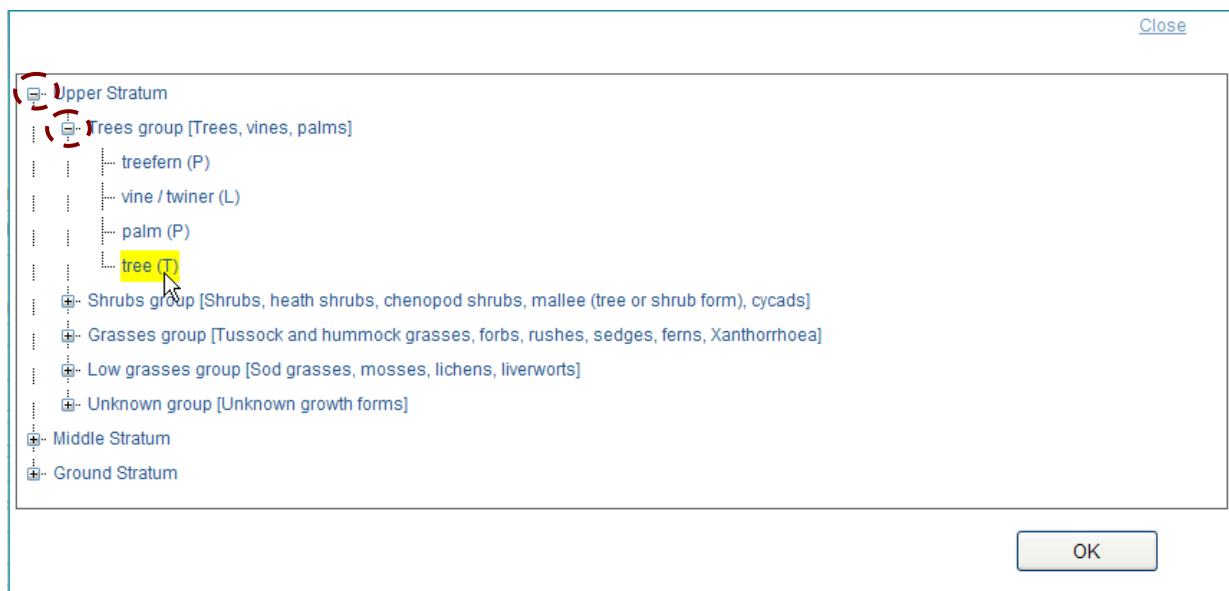 Close
Upper Stratum
Trees group [Trees, vines, palms]
treefern (P)
vine / twiner (L)
palm (P)
tree (T)
Shrubs group [Shrubs, heath shrubs, chenopod shrubs, mallee (tree or shrub form), cycads]
Grasses group [Tussock and hummock grasses, forbs, rushes, sedges, ferns, Xanthorrhoea]
Low grasses group [Sod grasses, mosses, lichens, liverworts]
Unknown group [Unknown growth forms]
Middle Stratum
Ground Stratum
OK